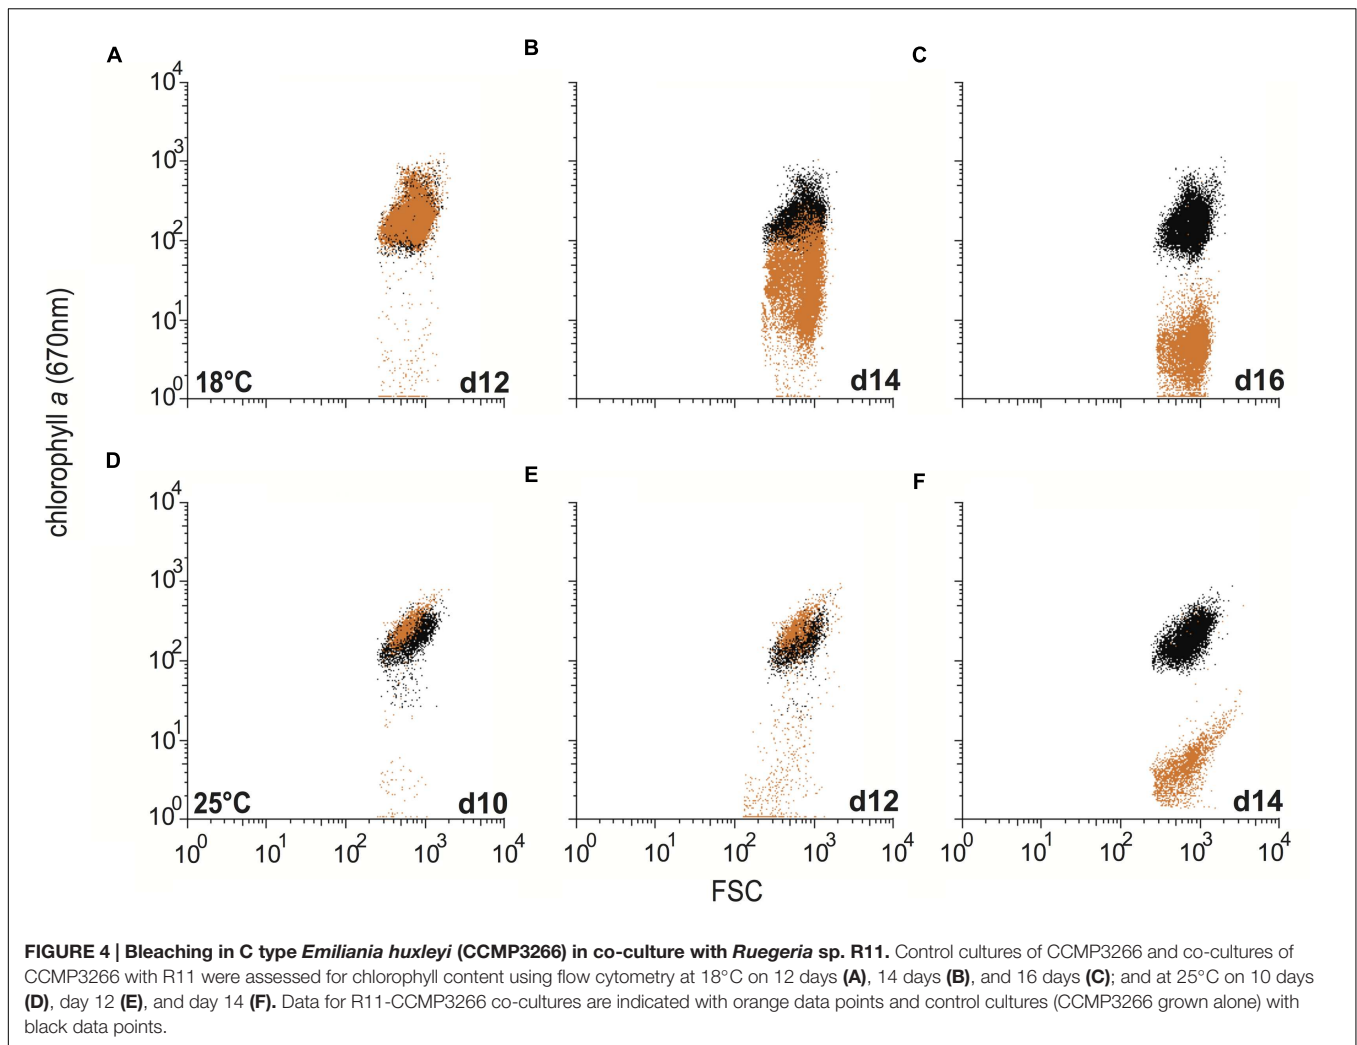 A
B
C
10^4
10^3
10^2
10^1
10^0
18°C
d12
d14
d16
chlorophyll a (670nm)
D
E
F
10^4
10^3
10^2
10^1
10^0
25°C
d10
d12
d14
10^0 10^1 10^2 10^3 10^4
10^0 10^1 10^2 10^3 10^4
10^0 10^1 10^2 10^3 10^4
FSC
FIGURE 4 | Bleaching in C type Emiliania huxleyi (CCMP3266) in co-culture with Ruegeria sp. R11. Control cultures of CCMP3266 and co-cultures of
CCMP3266 with R11 were assessed for chlorophyll content using flow cytometry at 18°C on 12 days (A), 14 days (B), and 16 days (C); and at 25°C on 10 days
(D), day 12 (E), and day 14 (F). Data for R11-CCMP3266 co-cultures are indicated with orange data points and control cultures (CCMP3266 grown alone) with
black data points.